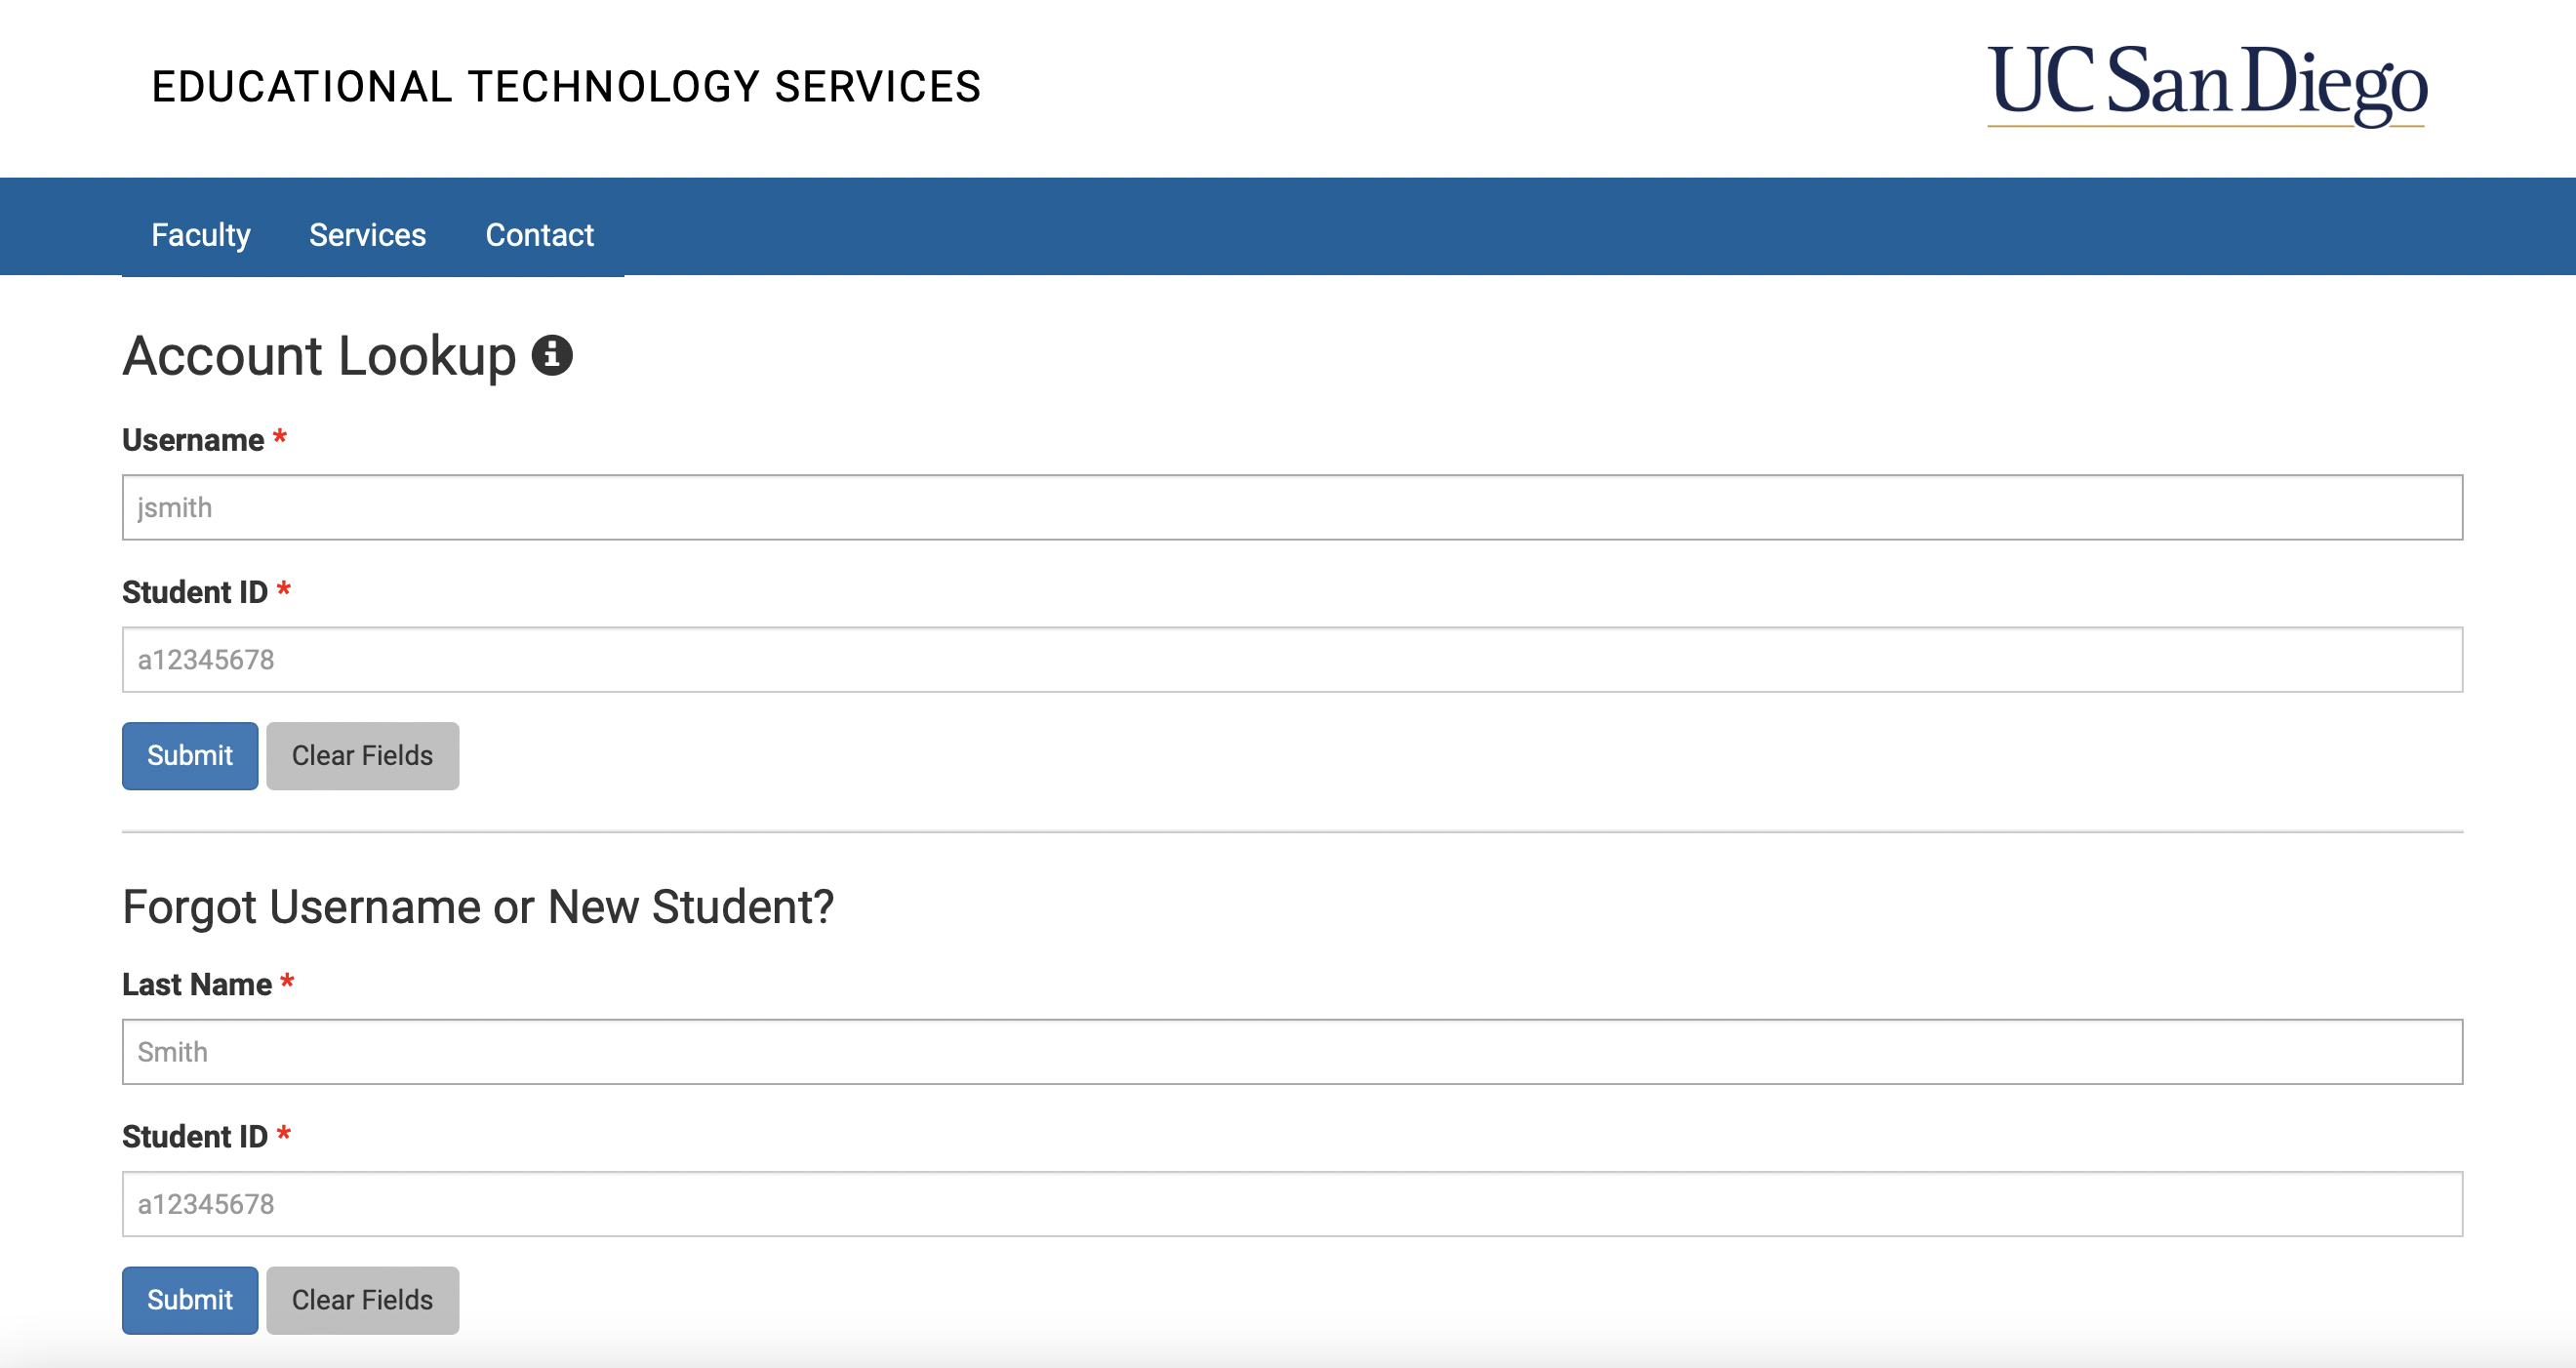 EDUCATIONAL TECHNOLOGY SERVICES
UC San Diego
Faculty Services Contact
Account Lookup
Username *
jsmith
Student ID *
a12345678
Submit Clear Fields
Forgot Username or New Student?
Last Name *
Smith
Student ID *
a12345678
Submit Clear Fields